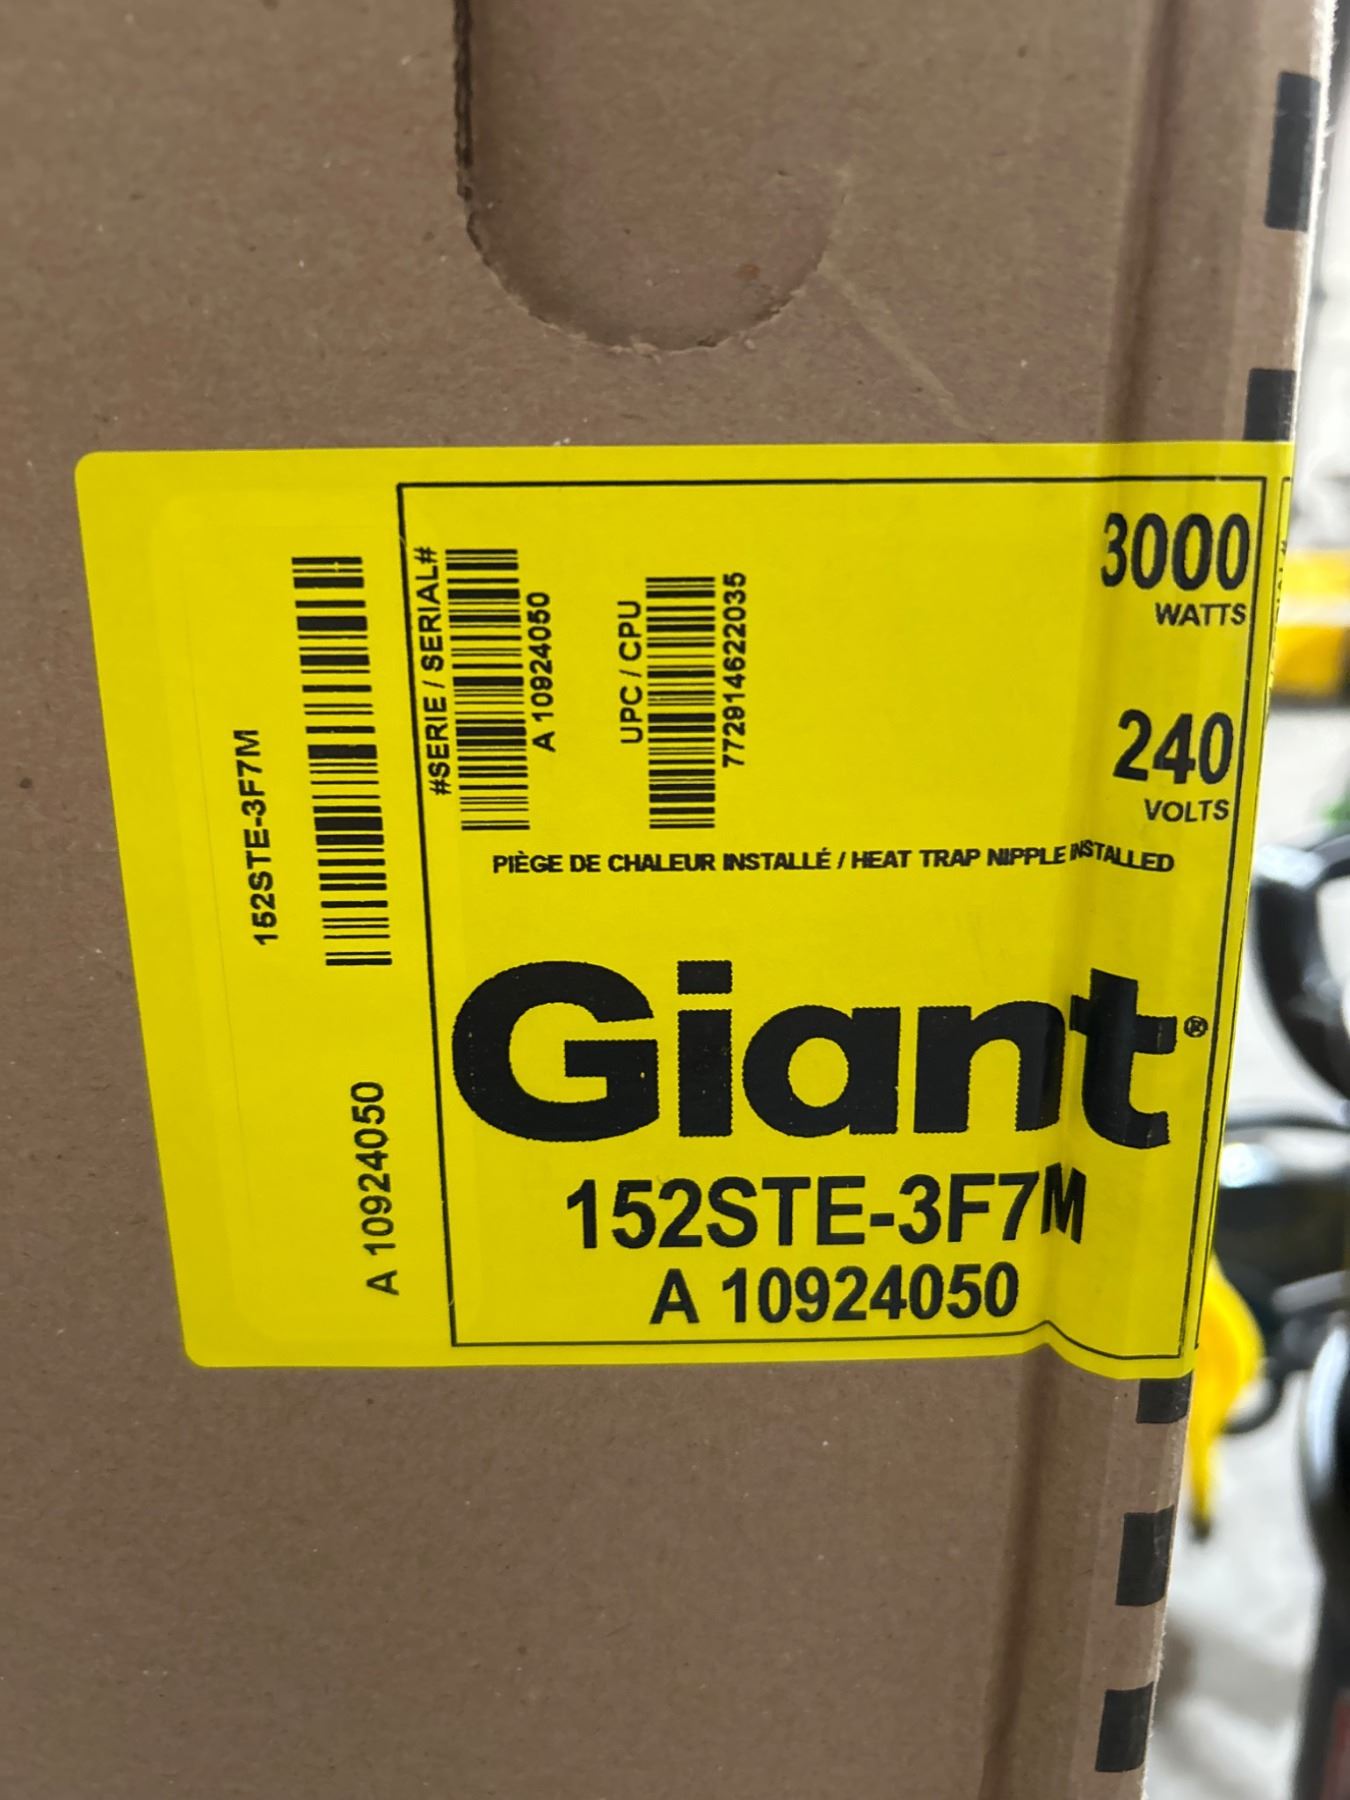 152STE-3F7M
A 10924050
#SERIE / SERIAL#
A 10924050
UPC / CPU
772914622035
3000
WATTS
240
VOLTS
PIÈGE DE CHALEUR INSTALLÉ / HEAT TRAP NIPPLE INSTALLED
Giant®
152STE-3F7M
A 10924050